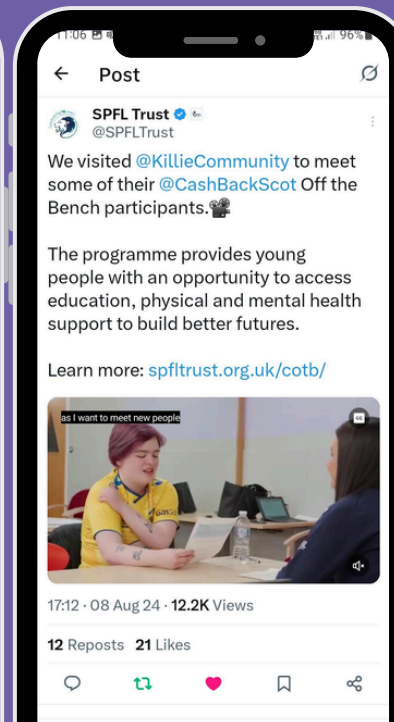 11:06
96%
Post
SPFL Trust
@SPFLTrust
We visited @KillieCommunity to meet
some of their @CashBackScot Off the
Bench participants.
The programme provides young
people with an opportunity to access
education, physical and mental health
support to build better futures.
Learn more: spfltrust.org.uk/cotb/
as I want to meet new people
CC
17:12 · 08 Aug 24 · 12.2K Views
12 Reposts 21 Likes